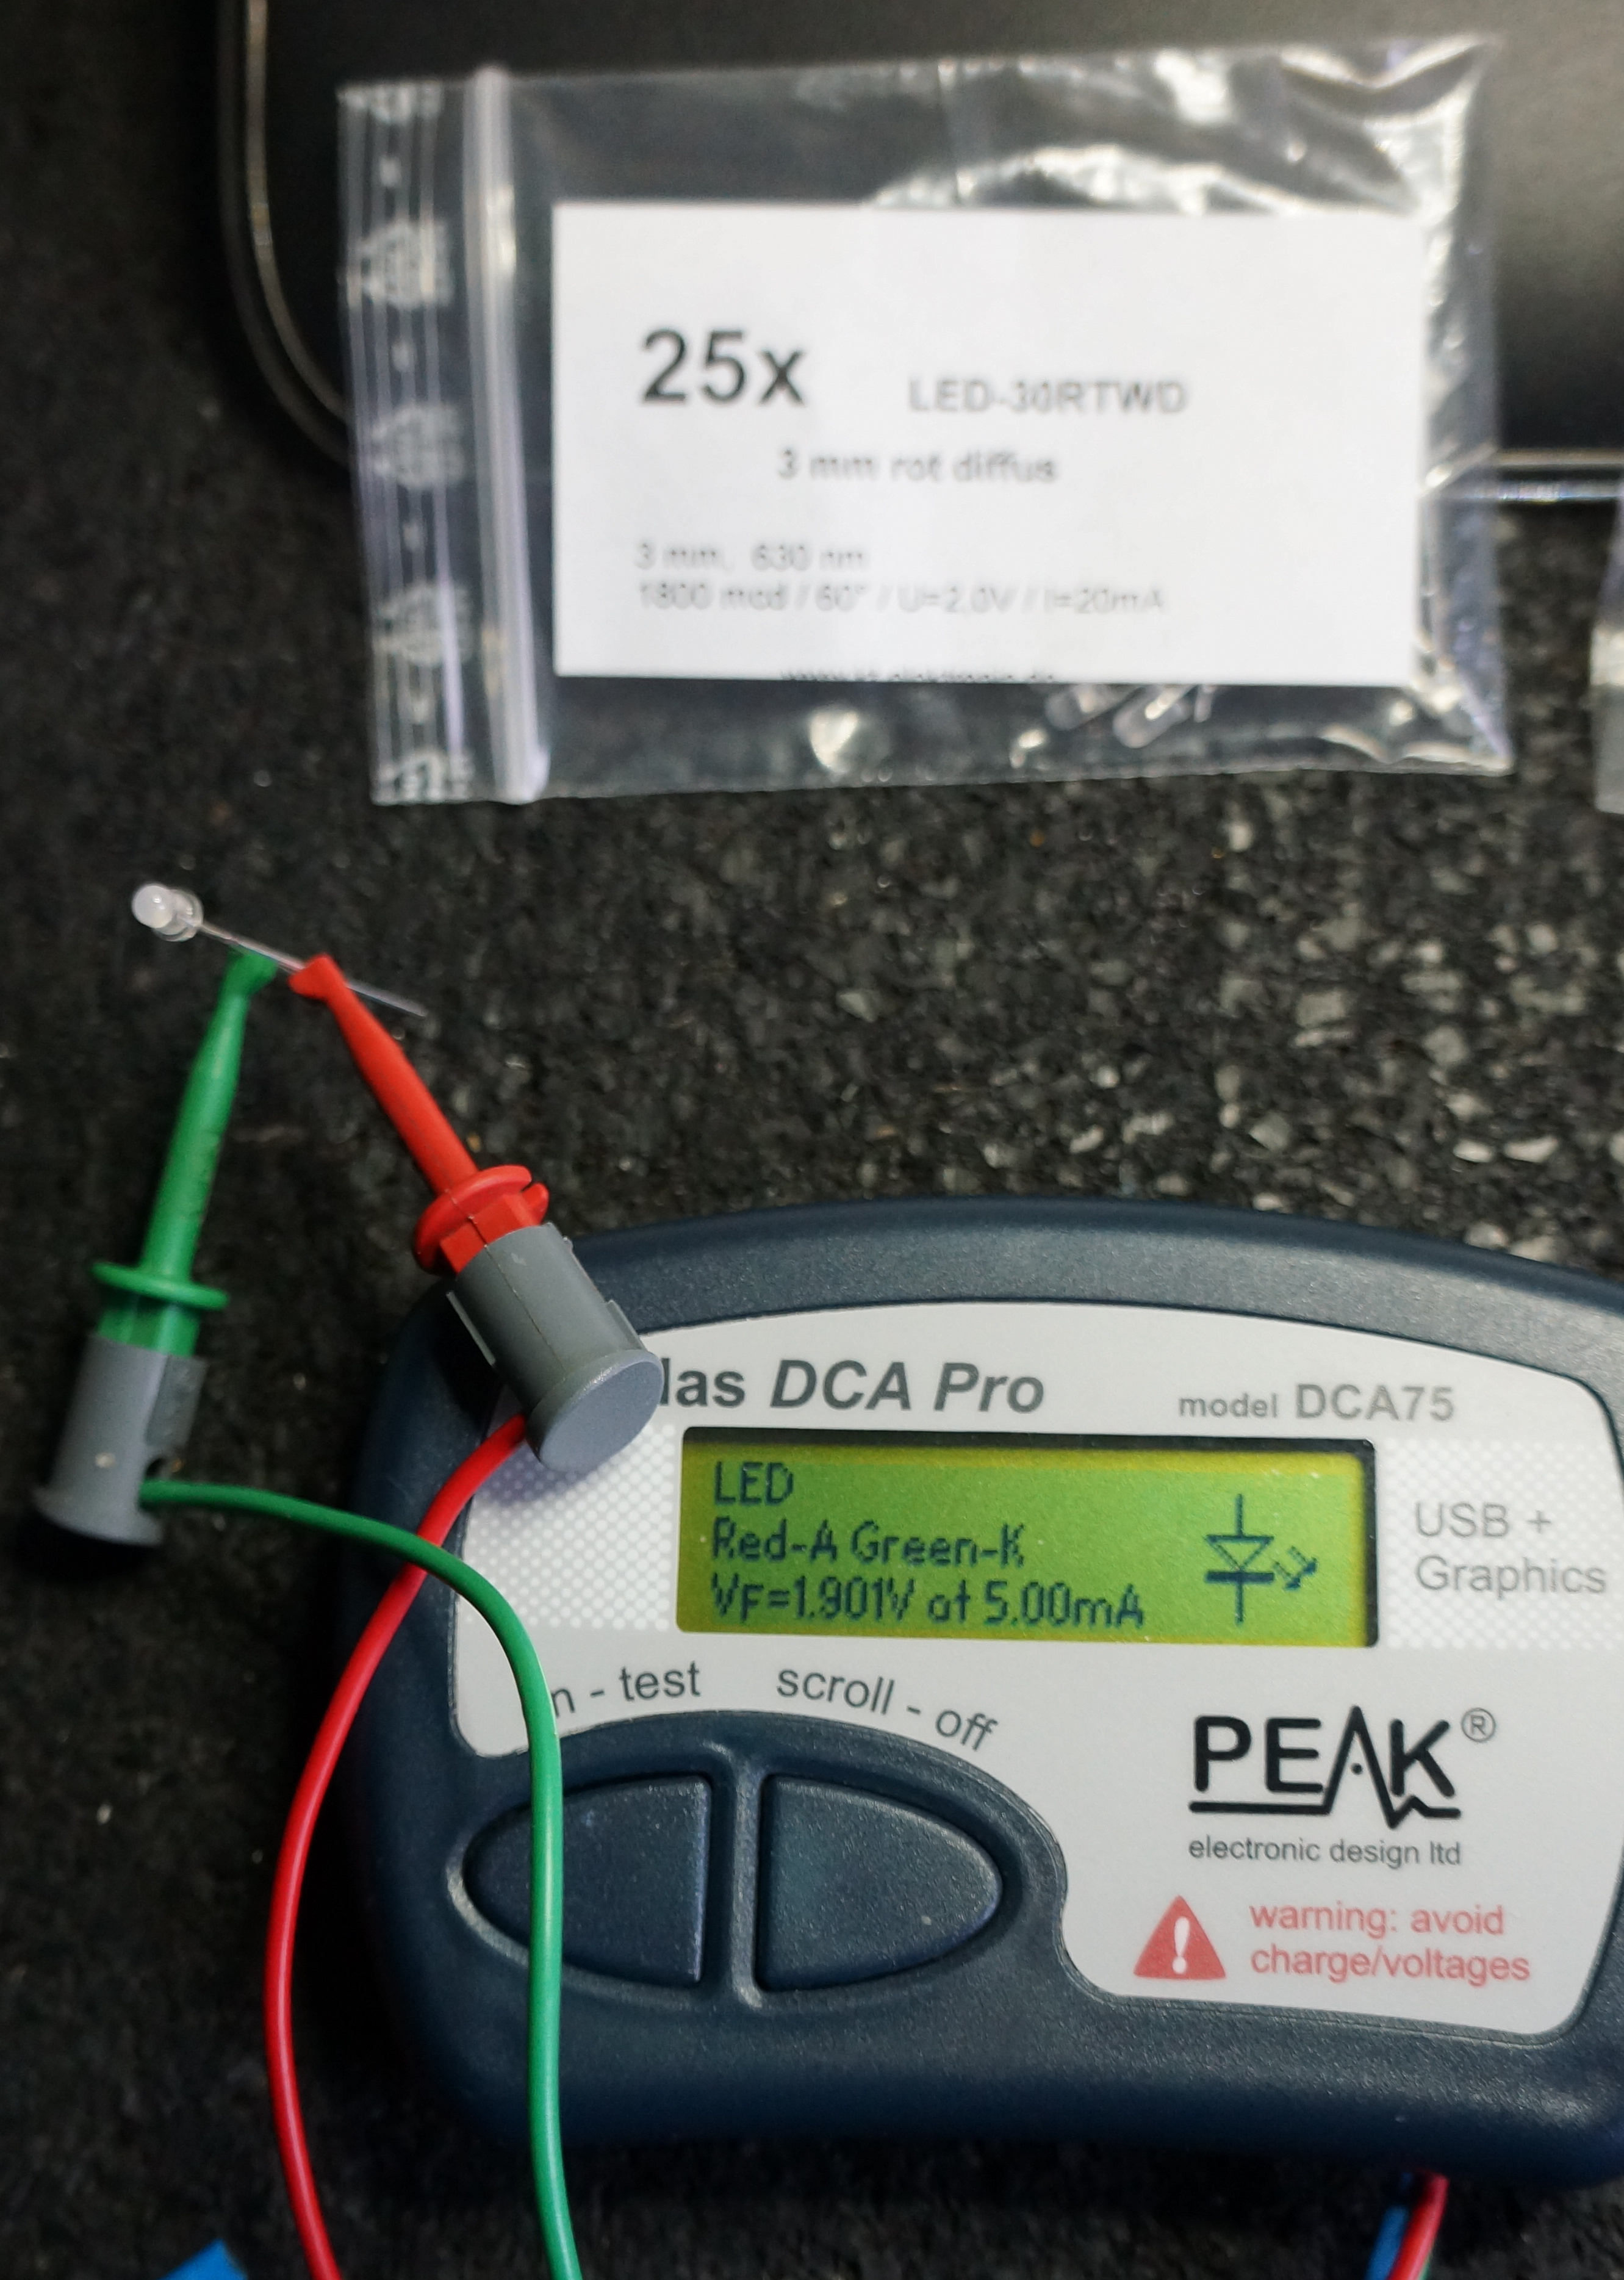 25x LED-30RTWD
3 mm rot diffus
3 mm, 630 nm
1800 mcd / 60° / U=2,0V / I=20mA
las DCA Pro model DCA75
LED
Red-A Green-K
VF=1.901V at 5.00mA
USB +
Graphics
n - test scroll - off
PEAK®
electronic design ltd
warning: avoid
charge/voltages